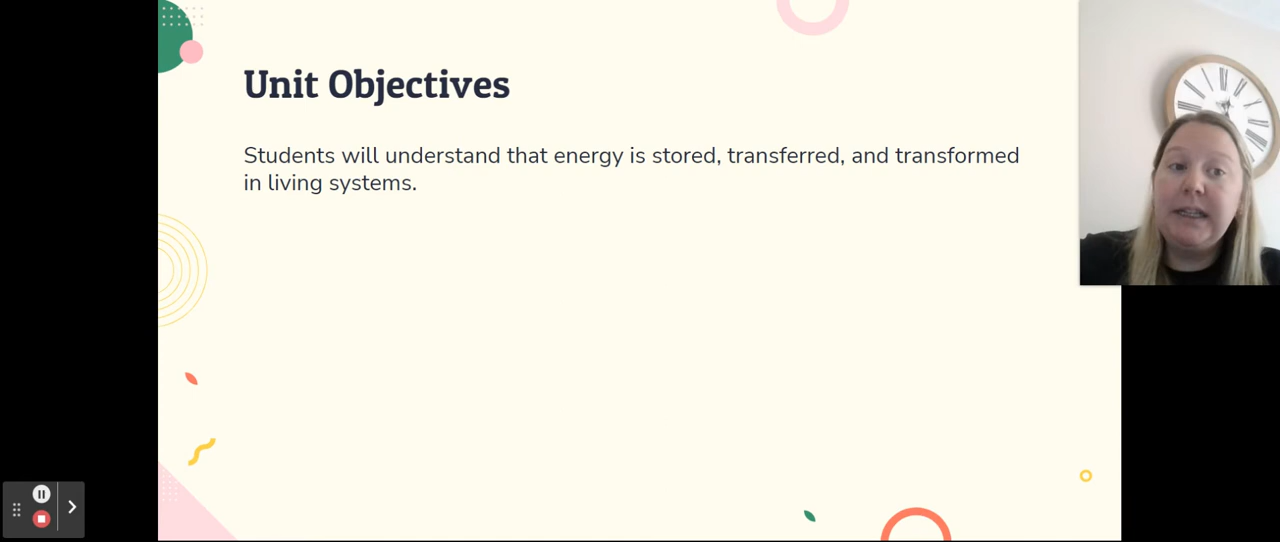 Unit Objectives
Students will understand that energy is stored, transferred, and transformed
in living systems.